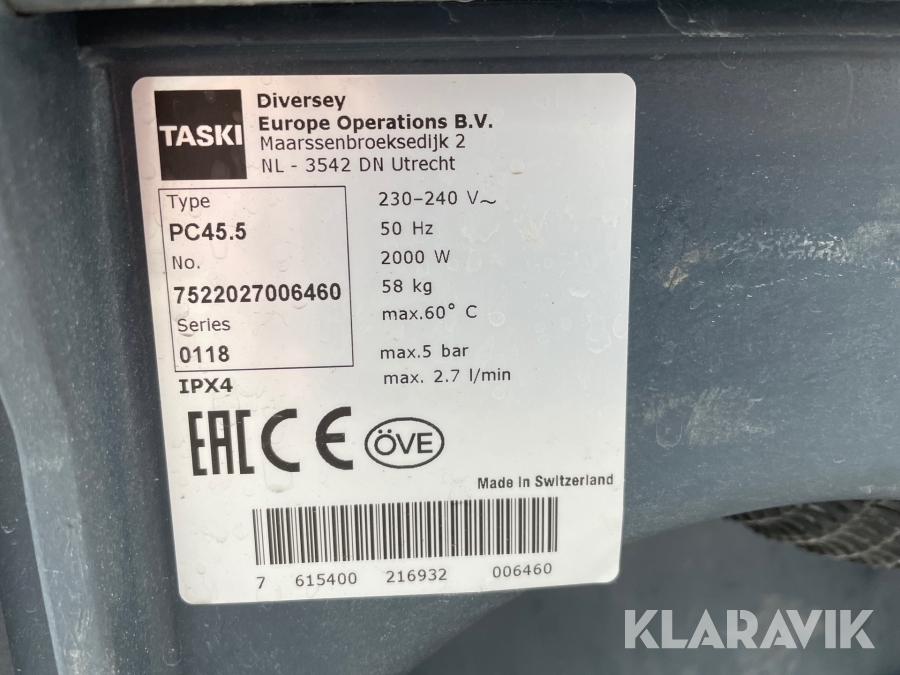 TASKI
Diversey
Europe Operations B.V.
Maarssenbroeksedijk 2
NL - 3542 DN Utrecht
Type
PC45.5
No.
7522027006460
Series
0118
IPX4
230-240 V~
50 Hz
2000 W
58 kg
max.60° C
max.5 bar
max. 2.7 l/min
EAC CE ÖVE
Made in Switzerland
7 615400 216932 006460
KLARAVIK